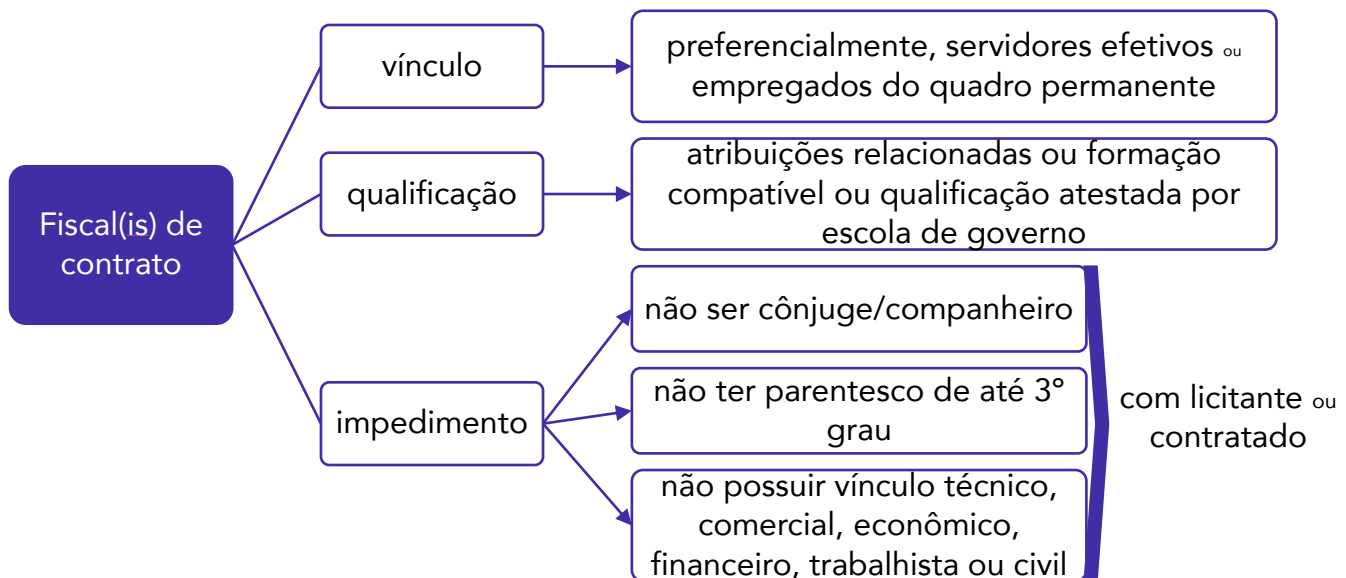 Fiscal(is) de
contrato
vínculo
preferencialmente, servidores efetivos ou
empregados do quadro permanente
qualificação
atribuições relacionadas ou formação
compatível ou qualificação atestada por
escola de governo
impedimento
não ser cônjuge/companheiro
não ter parentesco de até 3º
grau
não possuir vínculo técnico,
comercial, econômico,
financeiro, trabalhista ou civil
com licitante ou
contratado